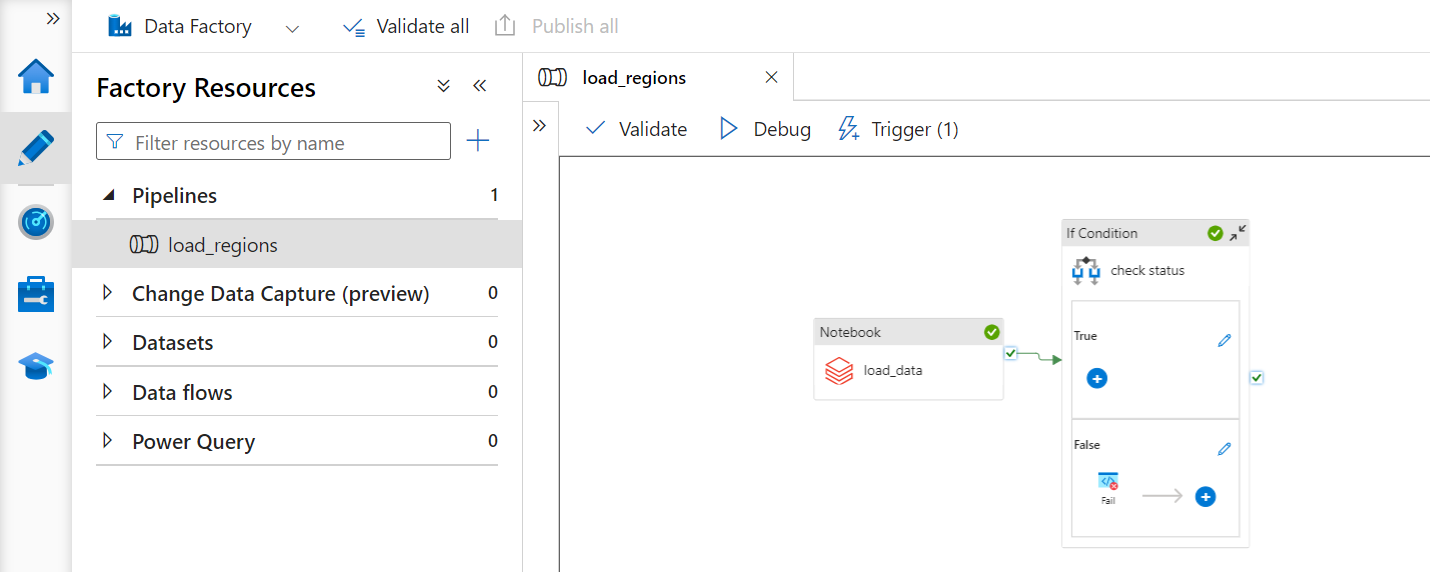 Data Factory
Validate all
Publish all
Factory Resources
Filter resources by name
Pipelines 1
load_regions
Change Data Capture (preview) 0
Datasets 0
Data flows 0
Power Query 0
load_regions
Validate
Debug
Trigger (1)
Notebook
load_data
If Condition
check status
True
False
Fail